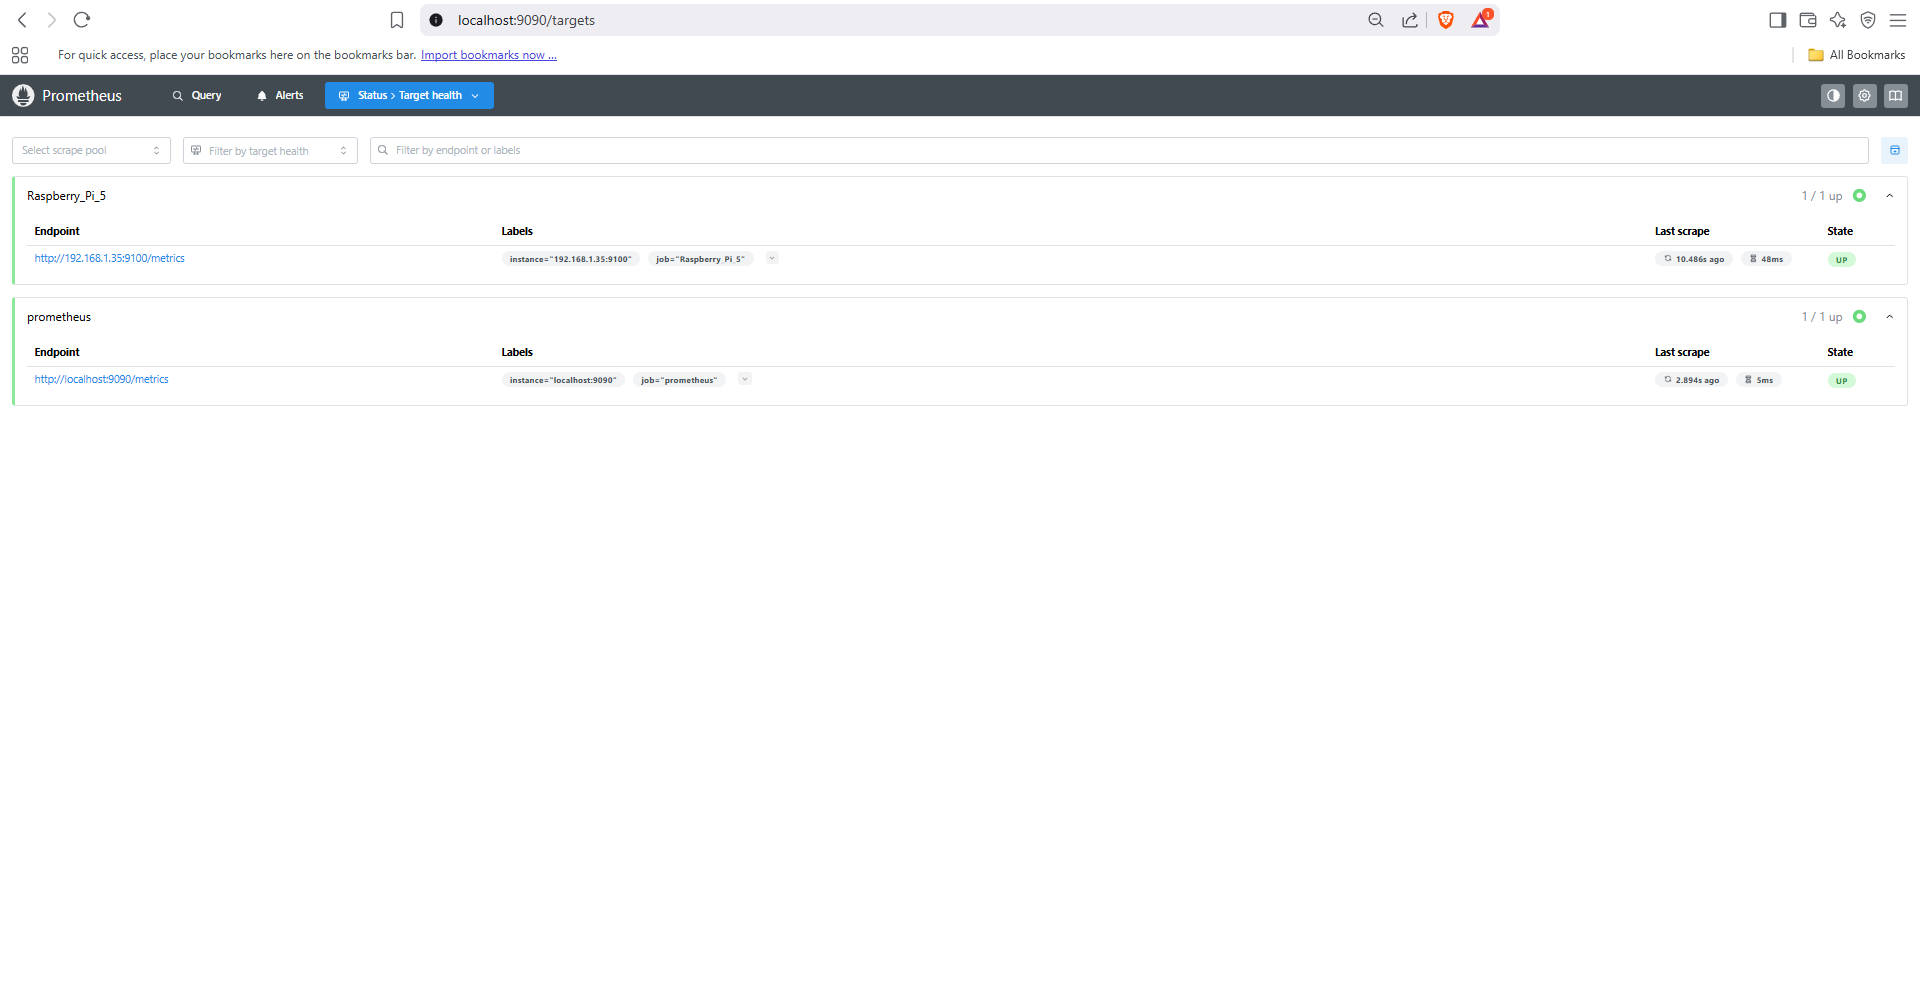 localhost:9090/targets
1
For quick access, place your bookmarks here on the bookmarks bar. Import bookmarks now ...
All Bookmarks
Prometheus
Query
Alerts
Status > Target health
Select scrape pool
Filter by target health
Filter by endpoint or labels
Raspberry_Pi_5
1 / 1 up
Endpoint Labels Last scrape State
http://192.168.1.35:9100/metrics instance="192.168.1.35:9100" job="Raspberry_Pi_5" 10.486s ago 48ms UP
prometheus
1 / 1 up
Endpoint Labels Last scrape State
http://localhost:9090/metrics instance="localhost:9090" job="prometheus" 2.894s ago 5ms UP